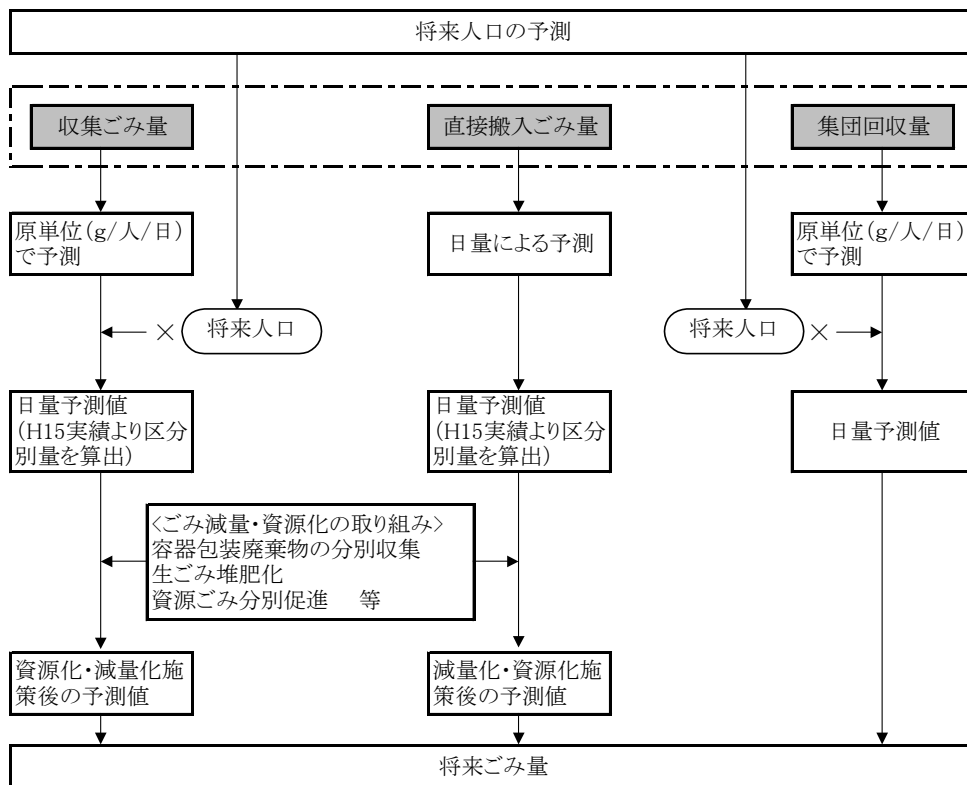 将来人口の予測
収集ごみ量
直接搬入ごみ量
集団回収量
原単位(g/人/日)
で予測
日量による予測
原単位(g/人/日)
で予測
×
将来人口
将来人口
×
日量予測値
(H15実績より区分
別量を算出)
日量予測値
(H15実績より区分
別量を算出)
日量予測値
<ごみ減量・資源化の取り組み>
容器包装廃棄物の分別収集
生ごみ堆肥化
資源ごみ分別促進　等
資源化・減量化施
策後の予測値
減量化・資源化施
策後の予測値
将来ごみ量